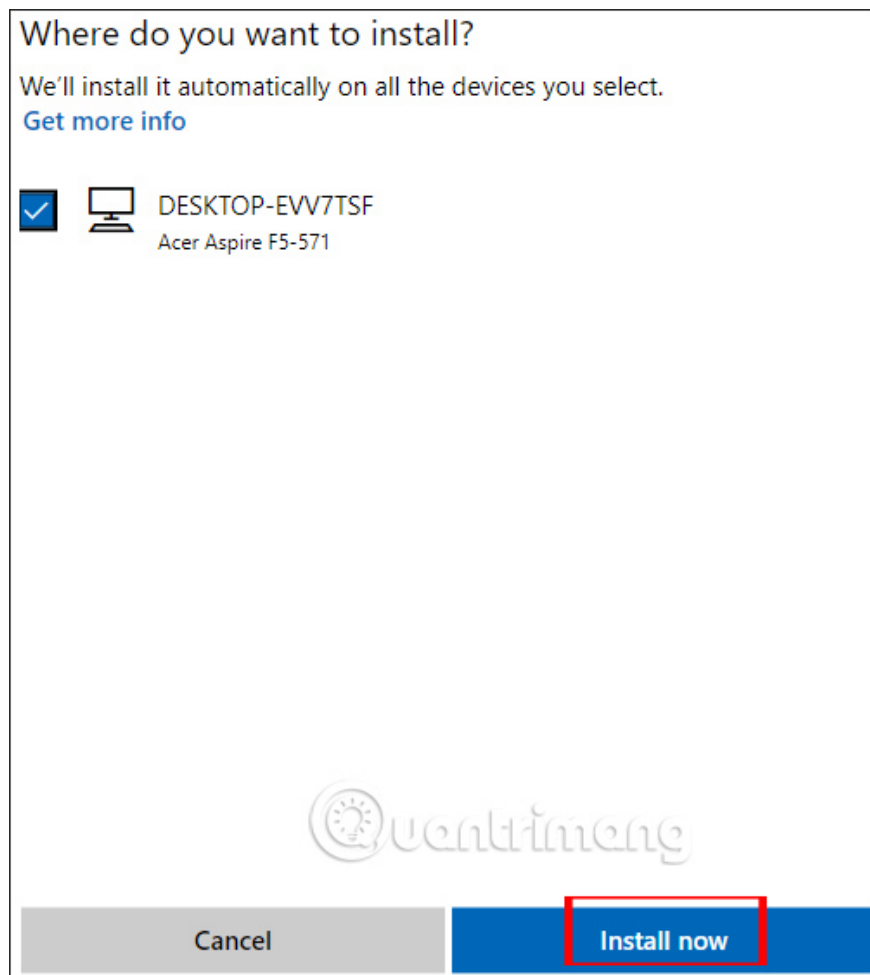 Where do you want to install?
We'll install it automatically on all the devices you select.
Get more info
DESKTOP-EVV7TSF
Acer Aspire F5-571
Quantrimang
Cancel
Install now